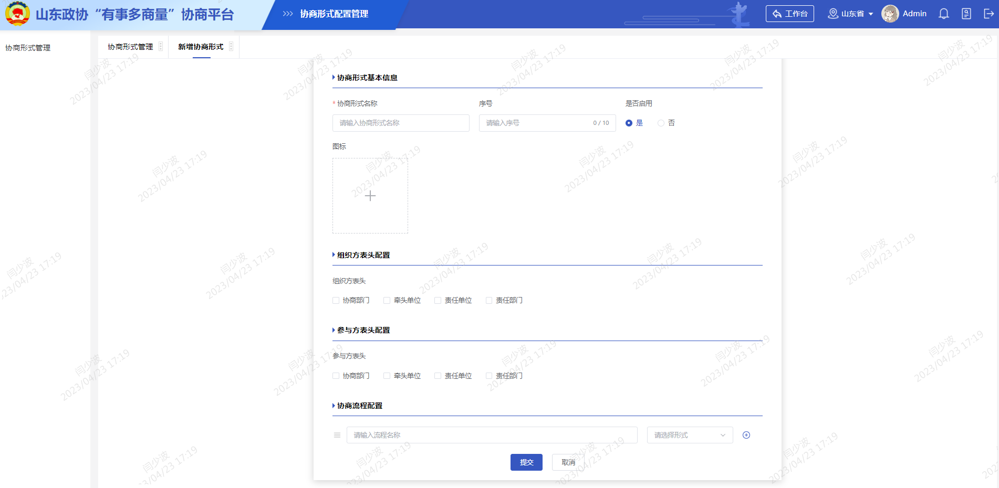 山东政协“有事多商量”协商平台
>>> 协商形式配置管理
工作台
山东省
Admin
协商形式管理
协商形式管理
新增协商形式
协商形式基本信息
* 协商形式名称
序号
是否启用
请输入协商形式名称
请输入序号
0 / 10
是
否
图标
组织方表头配置
组织方表头
协商部门
牵头单位
责任单位
责任部门
参与方表头配置
参与方表头
协商部门
牵头单位
责任单位
责任部门
协商流程配置
请输入流程名称
请选择形式
提交
取消
闫少波
2023/04/23 17:19